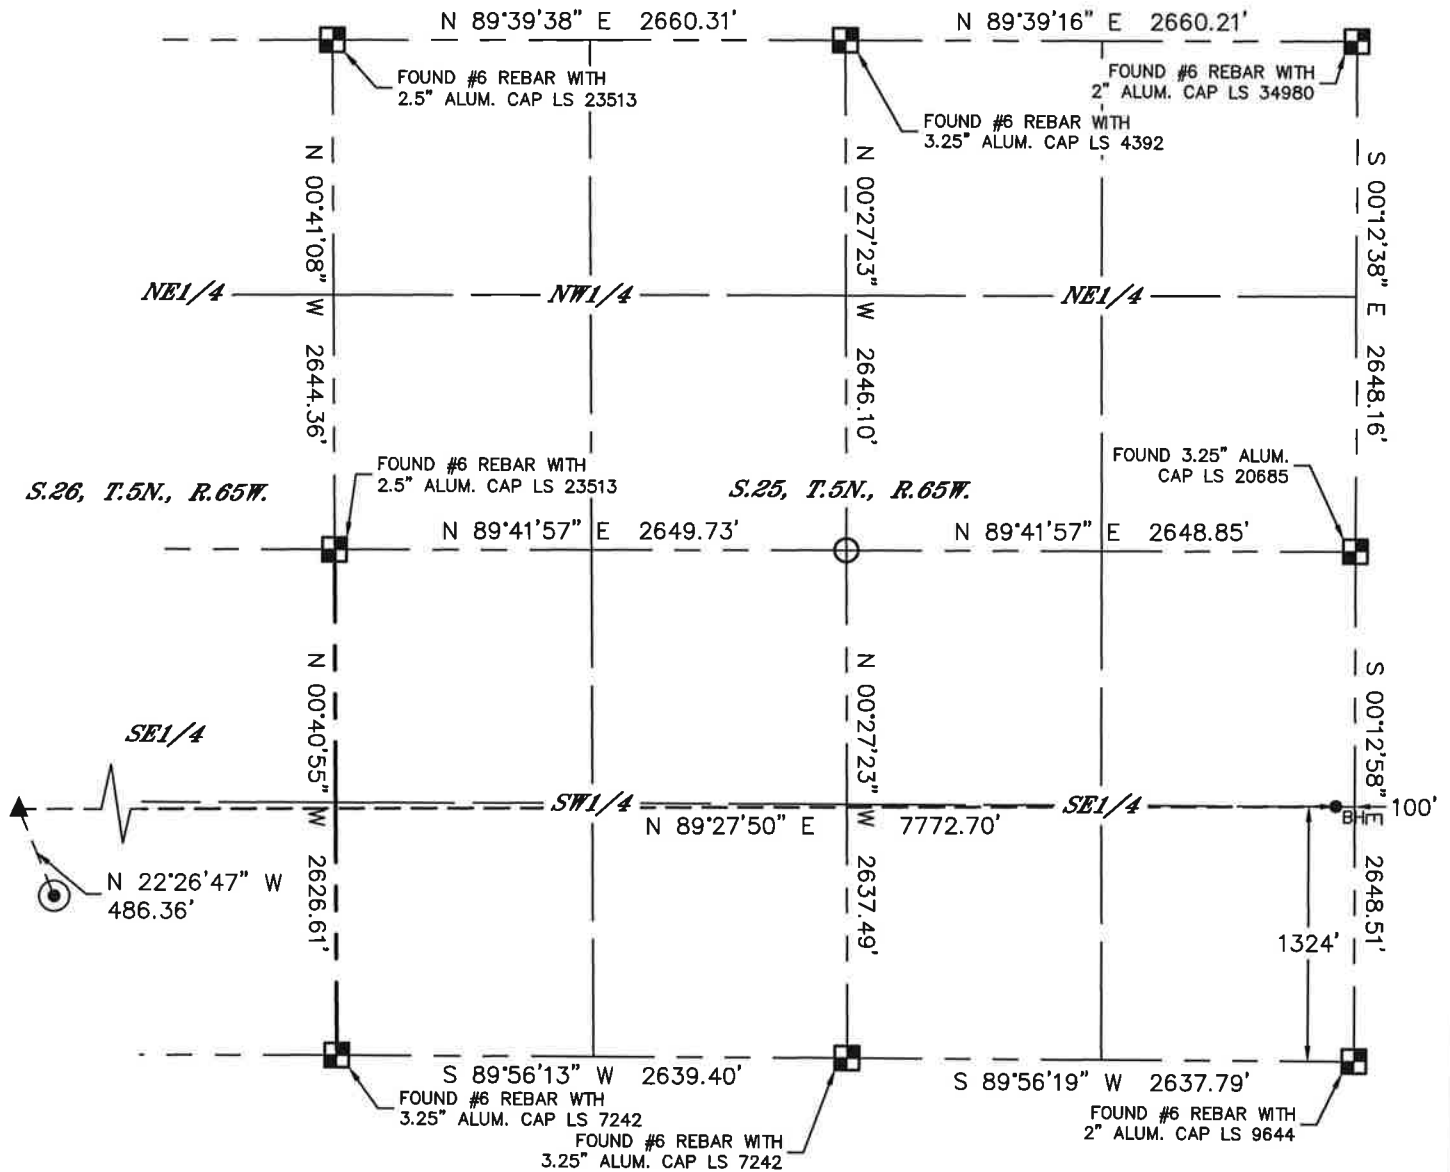 N 89°39'38" E 2660.31'
N 89°39'16" E 2660.21'
FOUND #6 REBAR WITH
2.5" ALUM. CAP LS 23513
FOUND #6 REBAR WITH
3.25" ALUM. CAP LS 4392
FOUND #6 REBAR WITH
2" ALUM. CAP LS 34980
N 00°41'08" W 2644.36'
N 00°27'23" W 2646.10'
S 00°12'38" E 2648.16'
NE1/4
NW1/4
NE1/4
FOUND #6 REBAR WITH
2.5" ALUM. CAP LS 23513
FOUND 3.25" ALUM.
CAP LS 20685
S.26, T.5N., R.65W.
S.25, T.5N., R.65W.
N 89°41'57" E 2649.73'
N 89°41'57" E 2648.85'
N 00°40'55" W 2626.61'
N 00°27'23" W 2637.49'
S 00°12'58" E 2648.51'
SE1/4
SW1/4
SE1/4
N 89°27'50" E 7772.70'
BH
100'
N 22°26'47" W
486.36'
1324'
S 89°56'13" W 2639.40'
S 89°56'19" W 2637.79'
FOUND #6 REBAR WTH
3.25" ALUM. CAP LS 7242
FOUND #6 REBAR WITH
3.25" ALUM. CAP LS 7242
FOUND #6 REBAR WITH
2" ALUM. CAP LS 9644